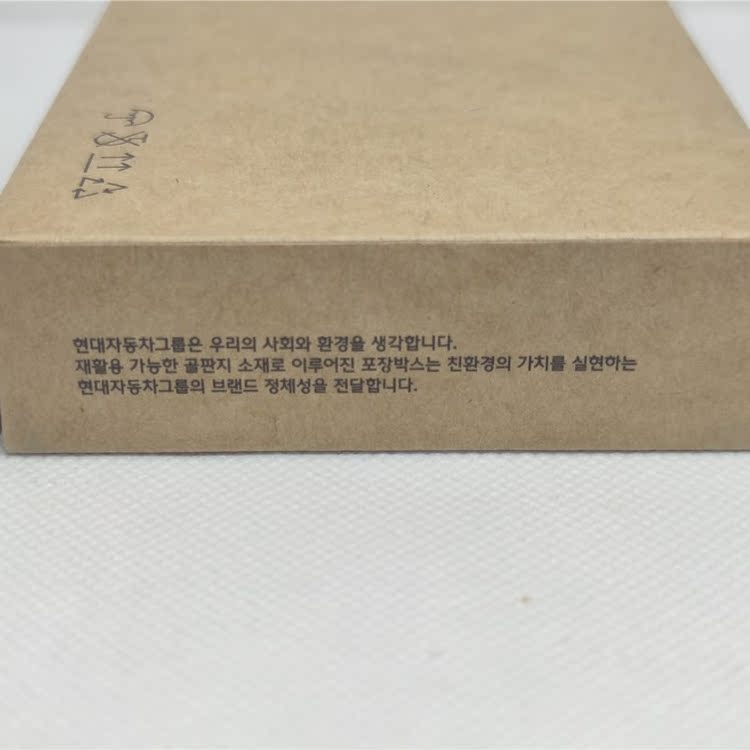 현대자동차그룹은 우리의 사회와 환경을 생각합니다.
재활용 가능한 골판지 소재로 이루어진 포장박스는 친환경의 가치를 실현하는
현대자동차그룹의 브랜드 정체성을 전달합니다.